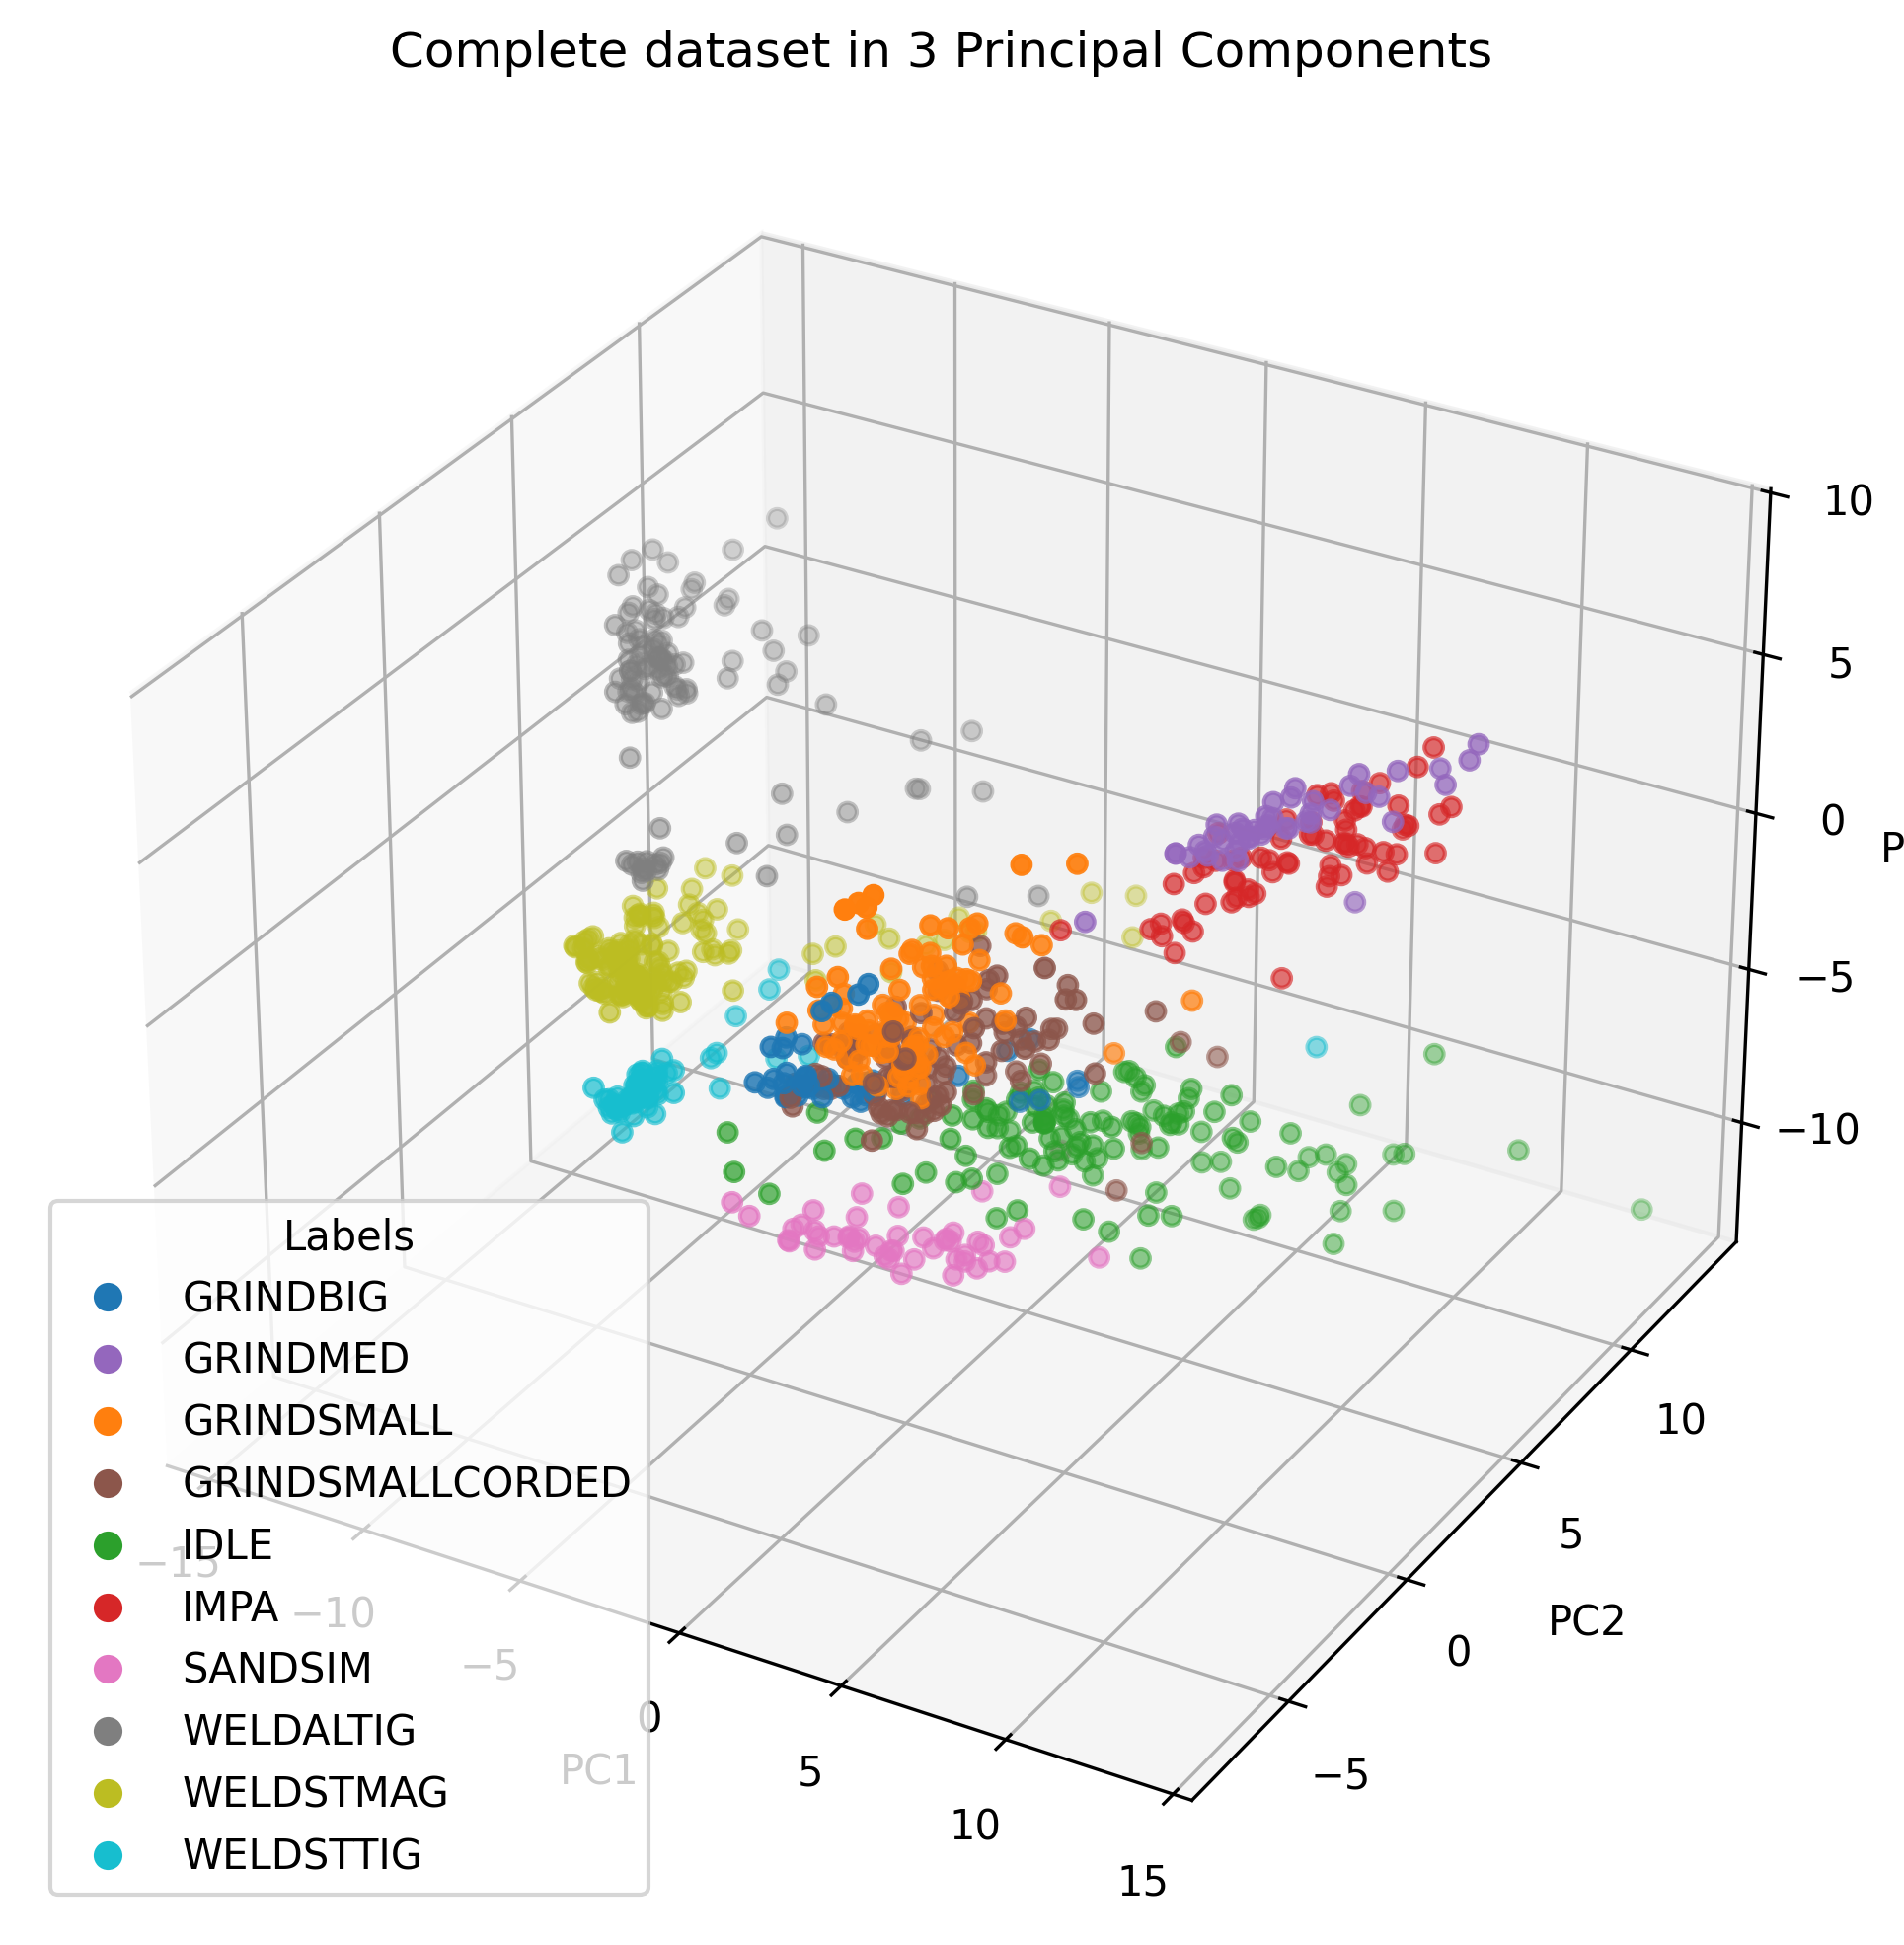 Complete dataset in 3 Principal Components
10
5
0
P
−5
−10
10
5
PC2
0
−5
−15
−10
−5
0
PC1
5
10
15
Labels
GRINDBIG
GRINDMED
GRINDSMALL
GRINDSMALLCORDED
IDLE
IMPA
SANDSIM
WELDALTIG
WELDSTMAG
WELDSTTIG